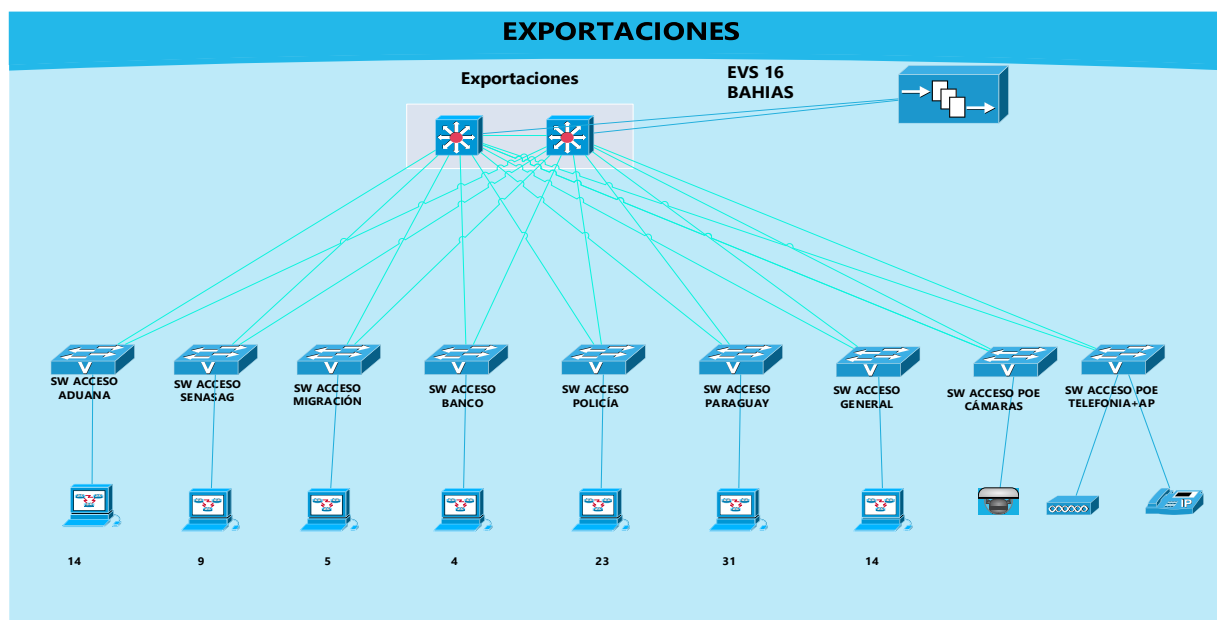 EXPORTACIONES
Exportaciones
EVS 16
BAHIAS
SW ACCESO
ADUANA
SW ACCESO
SENASAG
SW ACCESO
MIGRACIÓN
SW ACCESO
BANCO
SW ACCESO
POLICÍA
SW ACCESO
PARAGUAY
SW ACCESO
GENERAL
SW ACCESO POE
CÁMARAS
SW ACCESO POE
TELEFONIA+AP
IP
14
9
5
4
23
31
14